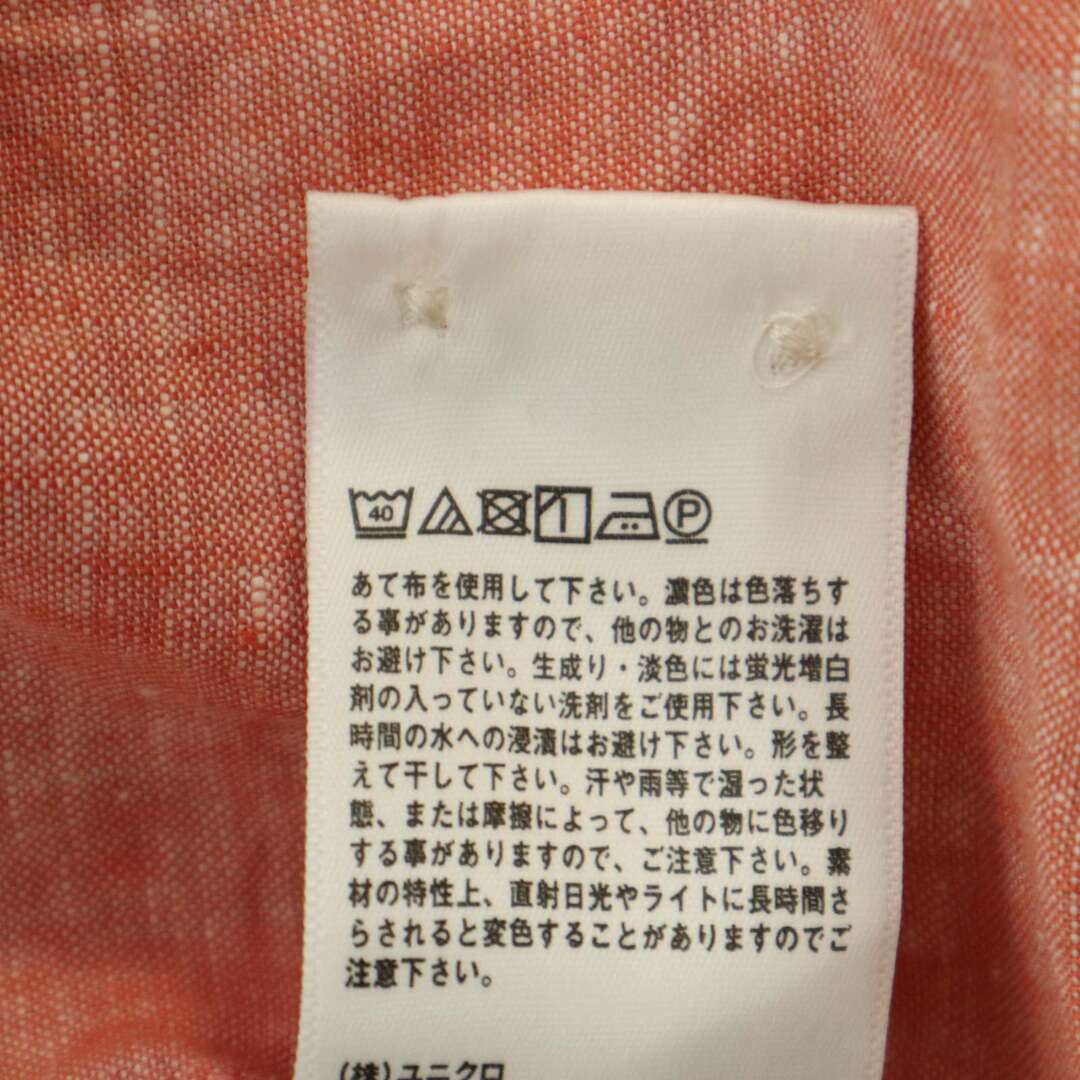 40 P
あて布を使用して下さい。濃色は色落ちす
る事がありますので、他の物とのお洗濯は
お避け下さい。生成り・淡色には蛍光増白
剤の入っていない洗剤をご使用下さい。長
時間の水への浸漬はお避け下さい。形を整
えて干して下さい。汗や雨等で湿った状
態、または摩擦によって、他の物に色移り
する事がありますので、ご注意下さい。素
材の特性上、直射日光やライトに長時間さ
らされると変色することがありますのでご
注意下さい。
(株)ユニクロ